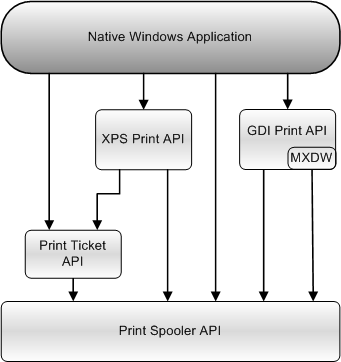 Native Windows Application
XPS Print API
GDI Print API
MXDW
Print Ticket
API
Print Spooler API